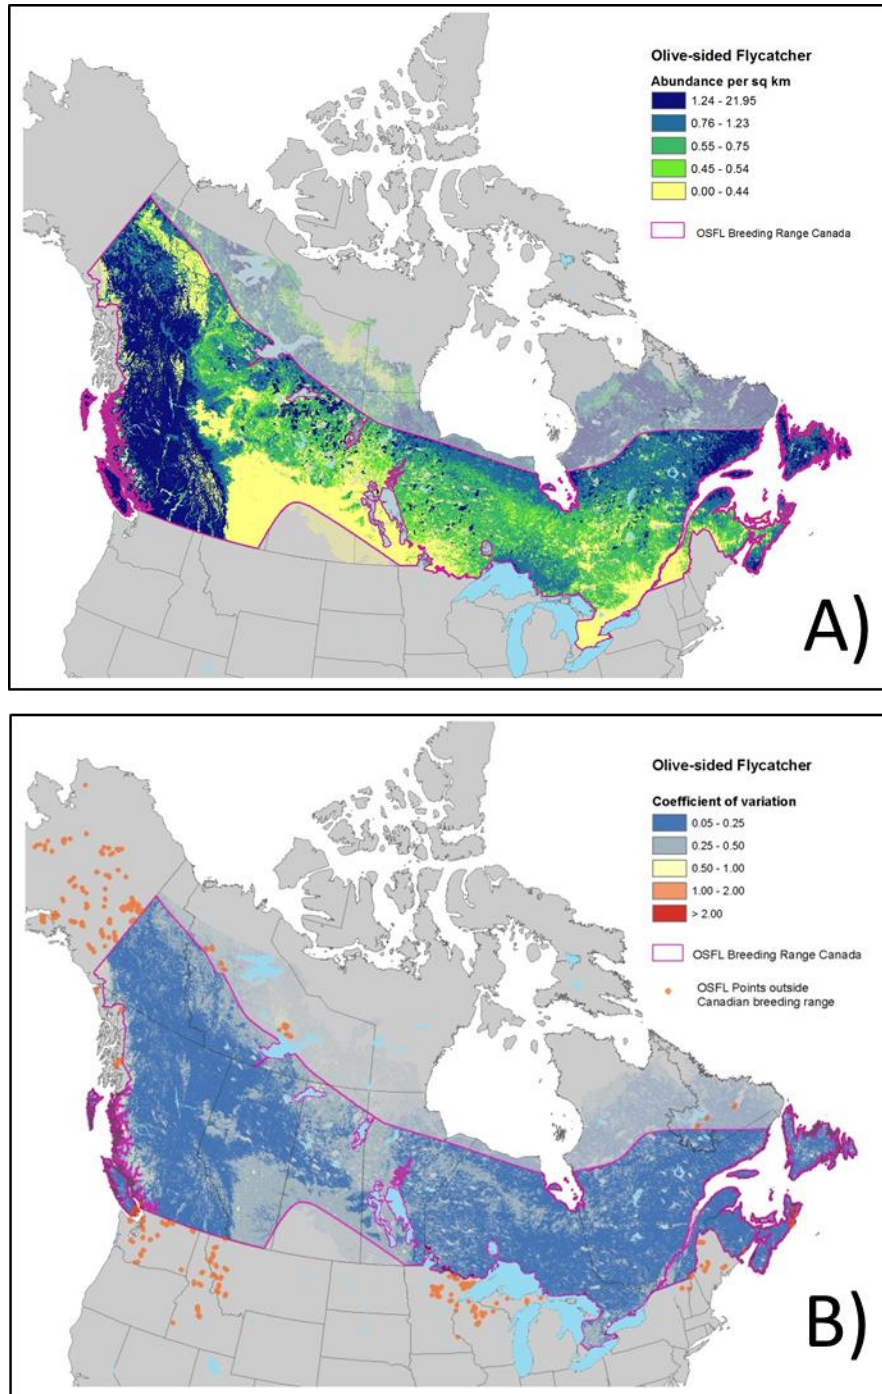 Olive-sided Flycatcher
Abundance per sq km
1.24 - 21.95
0.76 - 1.23
0.55 - 0.75
0.45 - 0.54
0.00 - 0.44
OSFL Breeding Range Canada
A)
Olive-sided Flycatcher
Coefficient of variation
0.05 - 0.25
0.25 - 0.50
0.50 - 1.00
1.00 - 2.00
> 2.00
OSFL Breeding Range Canada
OSFL Points outside
Canadian breeding range
B)